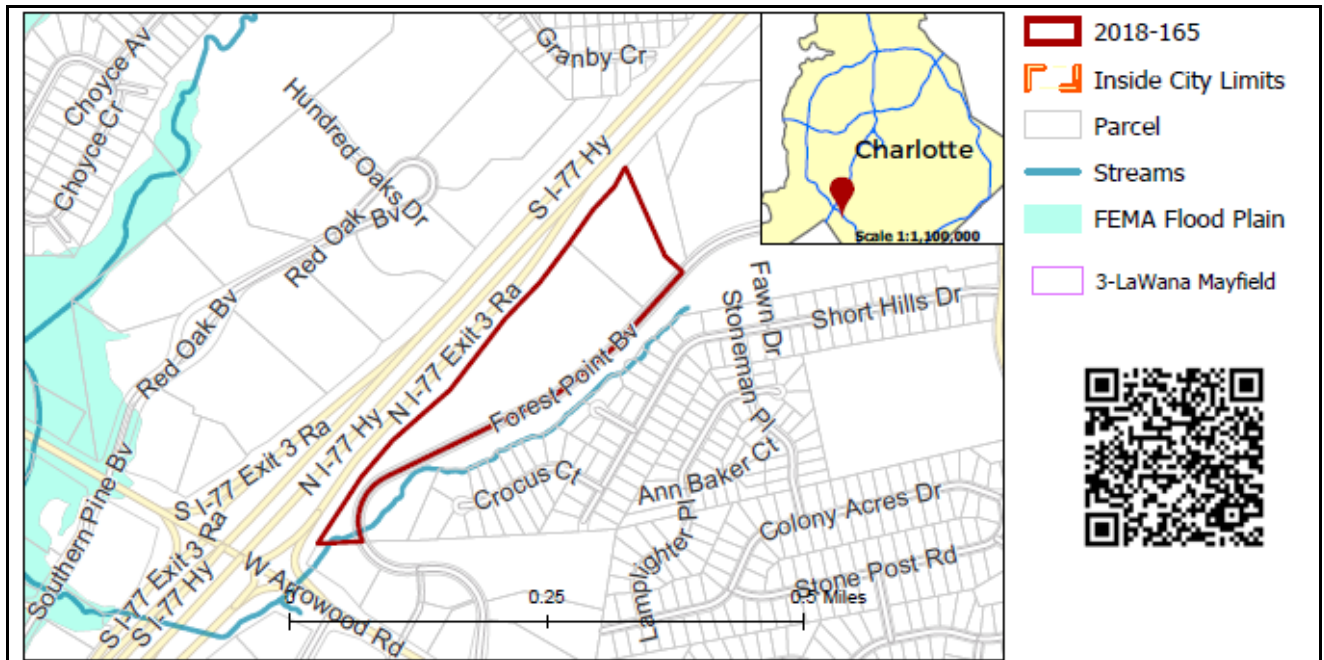 Choyce Av
Choyce Cr
Granby Cr
Hundred Oaks Dr
Red Oak Bv
S I-77 Hy
Charlotte
Scale 1:1,100,000
Red Oak Bv
N I-77 Exit 3 Ra
Forest Point Bv
Fawn Dr
Stoneman Pl
Short Hills Dr
Southern Pine Bv
S I-77 Exit 3 Ra
N I-77 Hy
Crocus Ct
Ann Baker Ct
Lamplighter Pl
Colony Acres Dr
Stone Post Rd
S I-77 Exit 3 Ra
S I-77 Hy
W Arrowood Rd
0 0.25 0.5 Miles
2018-165
Inside City Limits
Parcel
Streams
FEMA Flood Plain
3-LaWana Mayfield